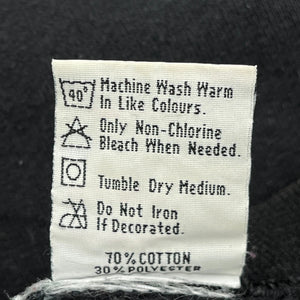 40° Machine Wash Warm
In Like Colours.
Only Non-Chlorine
Bleach When Needed.
Tumble Dry Medium.
Do Not Iron
If Decorated.
70% COTTON
30% POLYESTER